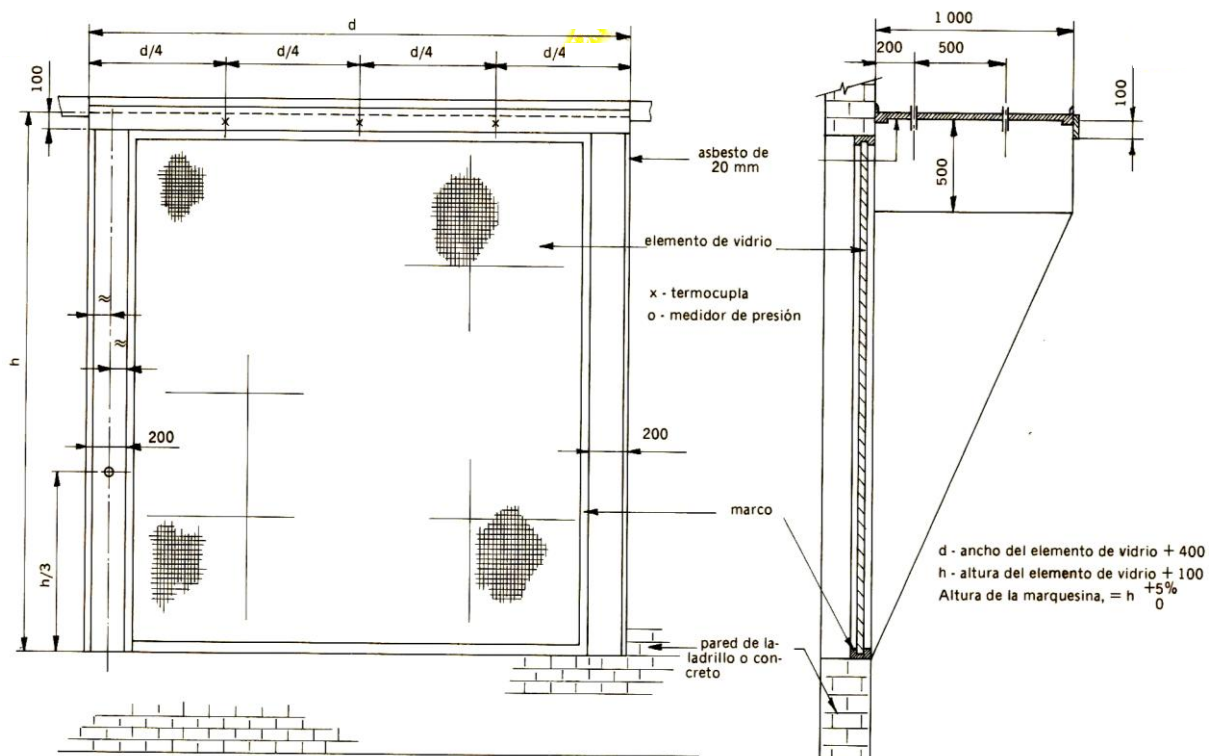 d
1 000
d/4
d/4
d/4
d/4
200
500
100
100
x
x
x
500
asbesto de
20 mm
elemento de vidrio
x - termocupla
o - medidor de presión
≈
≈
h
200
200
h/3
marco
d - ancho del elemento de vidrio + 400
h - altura del elemento de vidrio + 100
Altura de la marquesina, = h +5%
0
pared de la-
ladrillo o con-
creto